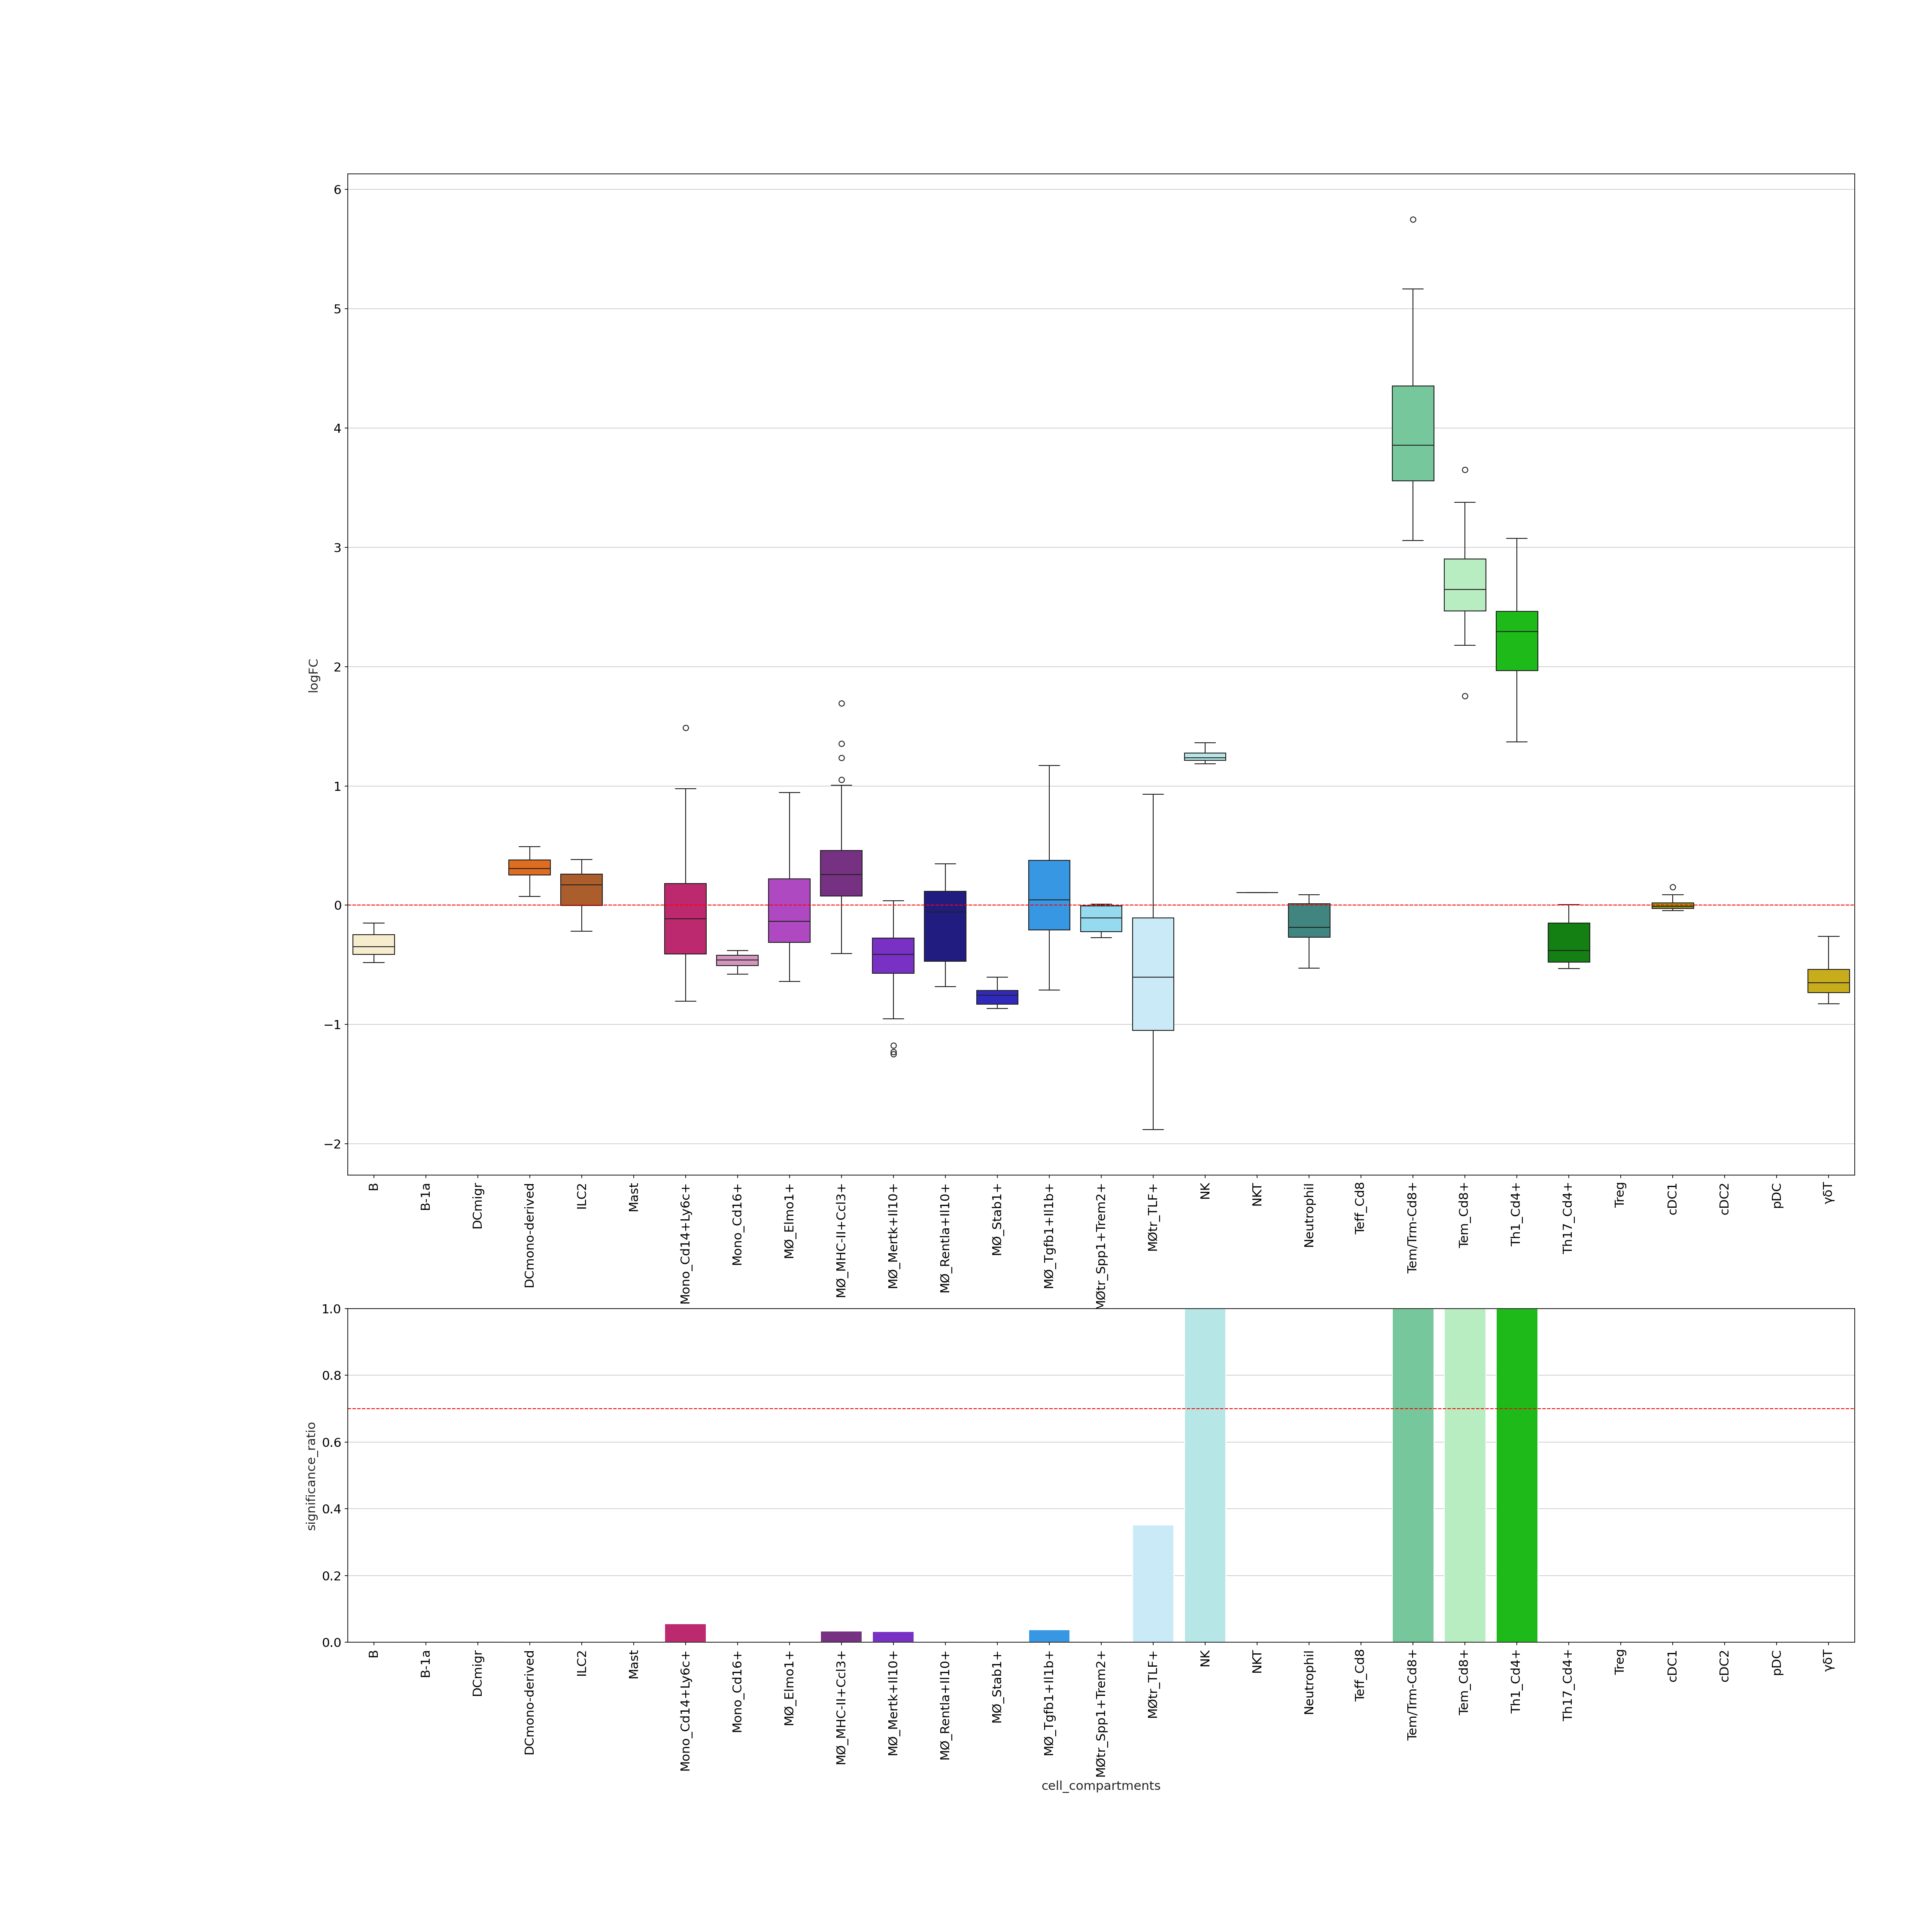 6
5
4
3
2
1
0
−1
−2
logFC
B
B-1a
DCmigr
DCmono-derived
ILC2
Mast
Mono_Cd14+Ly6c+
Mono_Cd16+
MØ_Elmo1+
MØ_MHC-II+Ccl3+
MØ_Mertk+Il10+
MØ_Rentla+Il10+
MØ_Stab1+
MØ_Tgfb1+Il1b+
MØtr_Spp1+Trem2+
MØtr_TLF+
NK
NKT
Neutrophil
Teff_Cd8
Tem/Trm-Cd8+
Tem_Cd8+
Th1_Cd4+
Th17_Cd4+
Treg
cDC1
cDC2
pDC
γδT
1.0
0.8
0.6
0.4
0.2
0.0
significance_ratio
B
B-1a
DCmigr
DCmono-derived
ILC2
Mast
Mono_Cd14+Ly6c+
Mono_Cd16+
MØ_Elmo1+
MØ_MHC-II+Ccl3+
MØ_Mertk+Il10+
MØ_Rentla+Il10+
MØ_Stab1+
MØ_Tgfb1+Il1b+
MØtr_Spp1+Trem2+
MØtr_TLF+
NK
NKT
Neutrophil
Teff_Cd8
Tem/Trm-Cd8+
Tem_Cd8+
Th1_Cd4+
Th17_Cd4+
Treg
cDC1
cDC2
pDC
γδT
cell_compartments